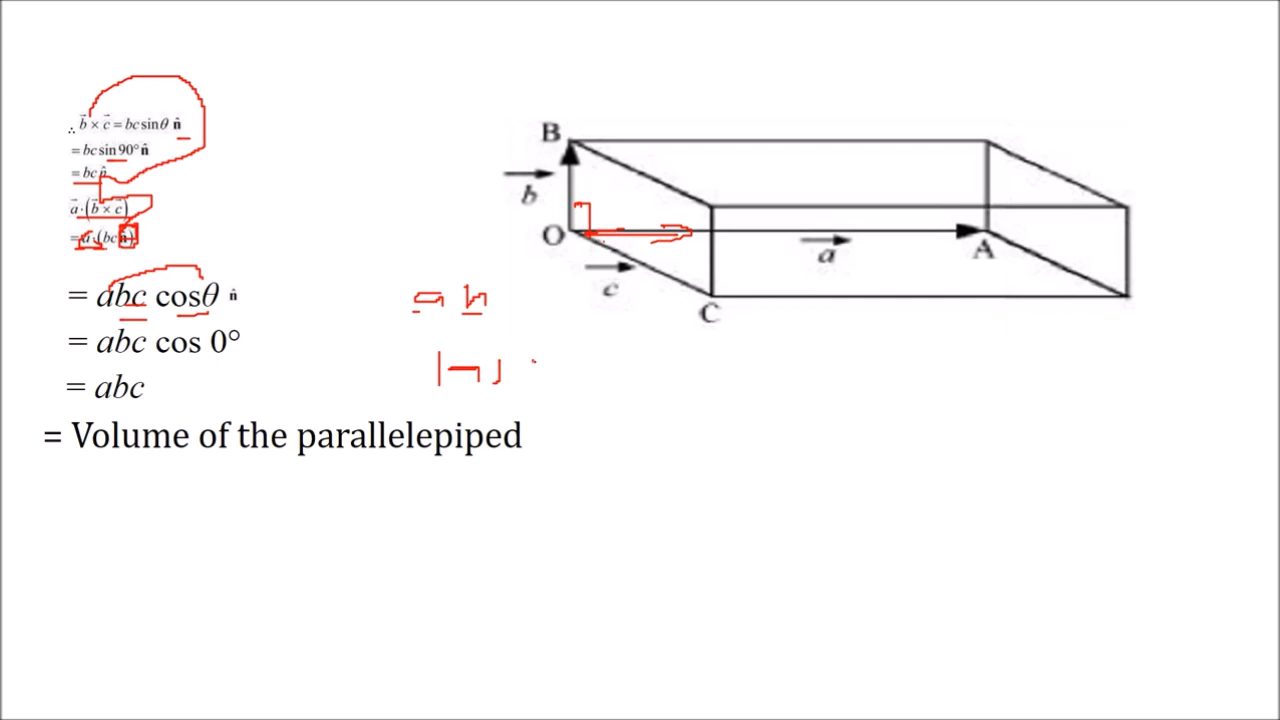 ∴ b⃗ × c⃗ = bc sinθ n̂
= bc sin 90° n̂
= bc n̂
a⃗ · (b⃗ × c⃗)
= a⃗ · (bc n̂)
= abc cosθ n̂
= abc cos 0°
= abc
= Volume of the parallelepiped
B
b
O
a
A
c
C